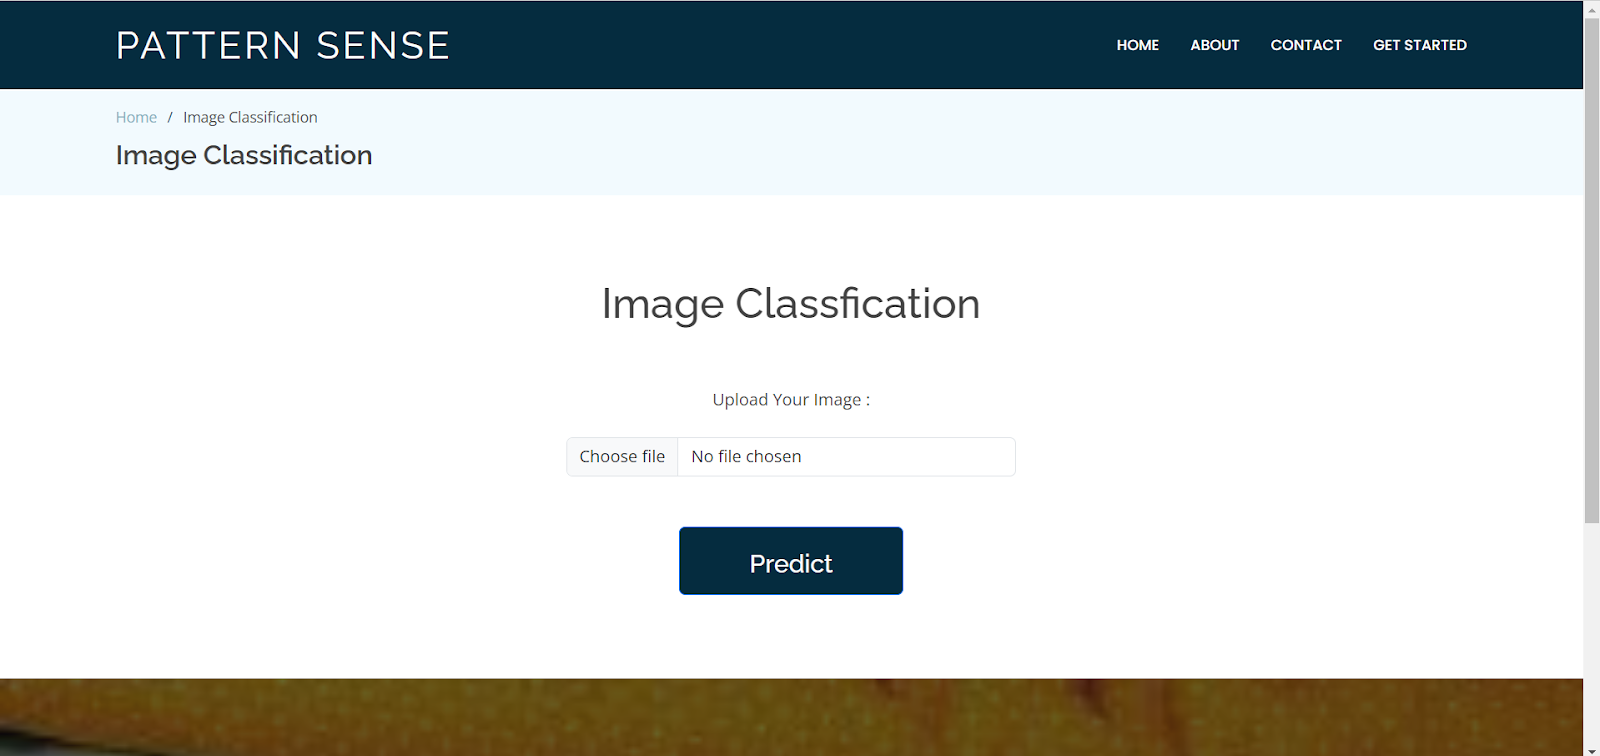 PATTERN SENSE
HOME ABOUT CONTACT GET STARTED
Home / Image Classification
Image Classification
Image Classfication
Upload Your Image :
Choose file No file chosen
Predict